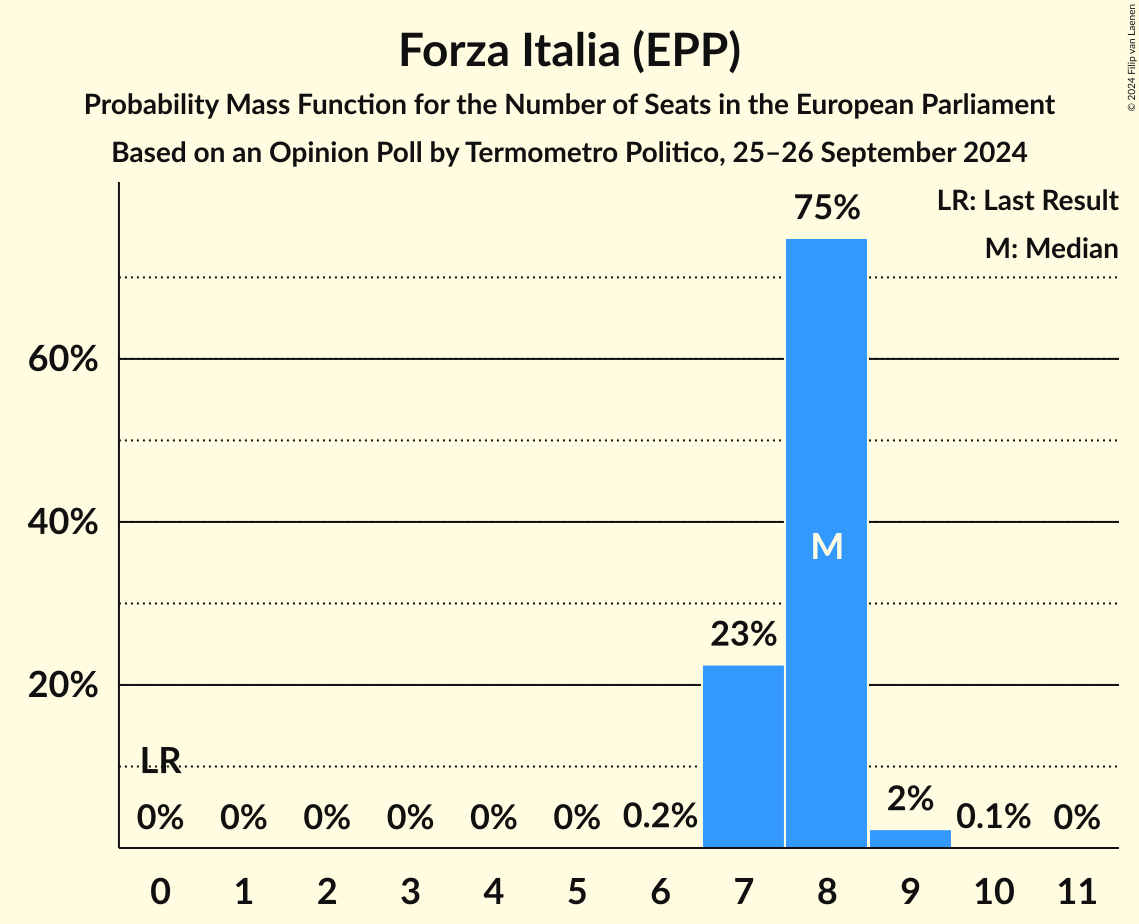 Forza Italia (EPP)
Probability Mass Function for the Number of Seats in the European Parliament
Based on an Opinion Poll by Termometro Politico, 25–26 September 2024
© 2024 Filip van Laenen
LR: Last Result
M: Median
75%
60%
40%
M
23%
20%
LR
0% 0% 0% 0% 0% 0% 0.2% 2% 0.1% 0%
0 1 2 3 4 5 6 7 8 9 10 11